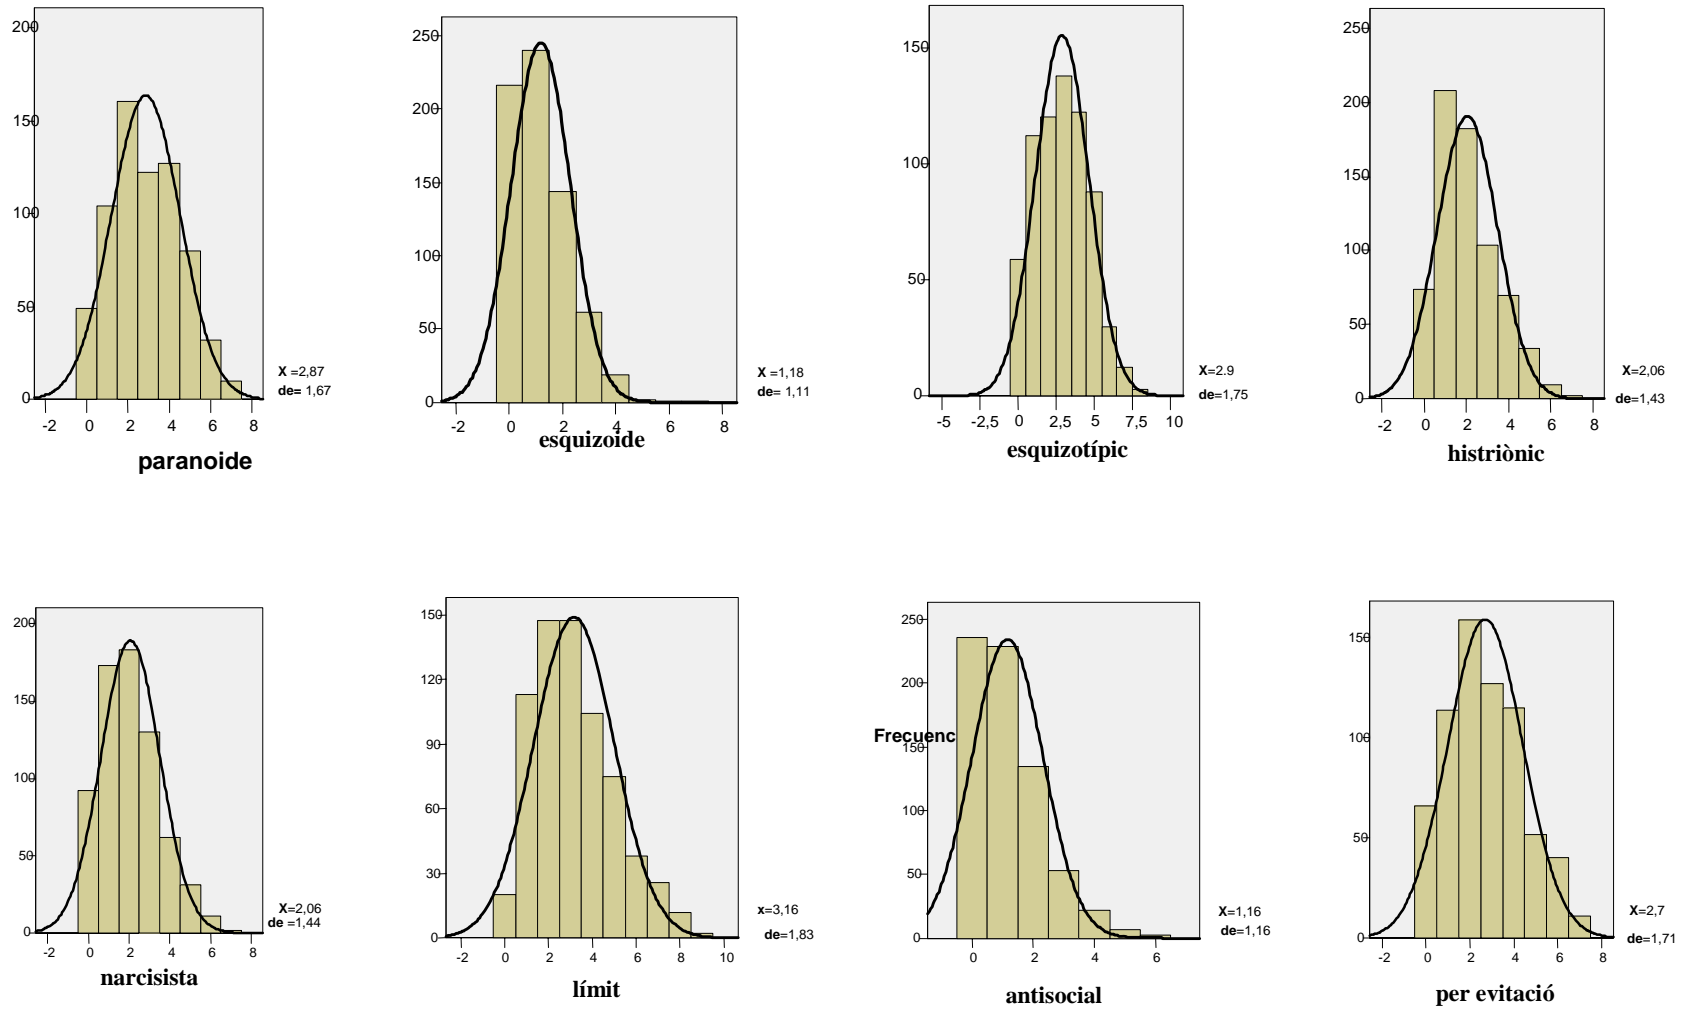 200
150
100
50
0
-2 0 2 4 6 8
X =2,87
de= 1,67
paranoide
250
200
150
100
50
0
-2 0 2 4 6 8
X =1,18
de= 1,11
esquizoide
150
100
50
0
-5 -2,5 0 2,5 5 7,5 10
X=2.9
de=1,75
esquizotípic
250
200
150
100
50
0
-2 0 2 4 6 8
X=2,06
de=1,43
histriònic
200
150
100
50
0
-2 0 2 4 6 8
X=2,06
de =1,44
narcisista
150
120
90
60
30
0
-2 0 2 4 6 8 10
x=3,16
de=1,83
límit
250
200
Frecuenc
150
100
50
0
0 2 4 6
X=1,16
de=1,16
antisocial
150
100
50
0
-2 0 2 4 6 8
X=2,7
de=1,71
per evitació